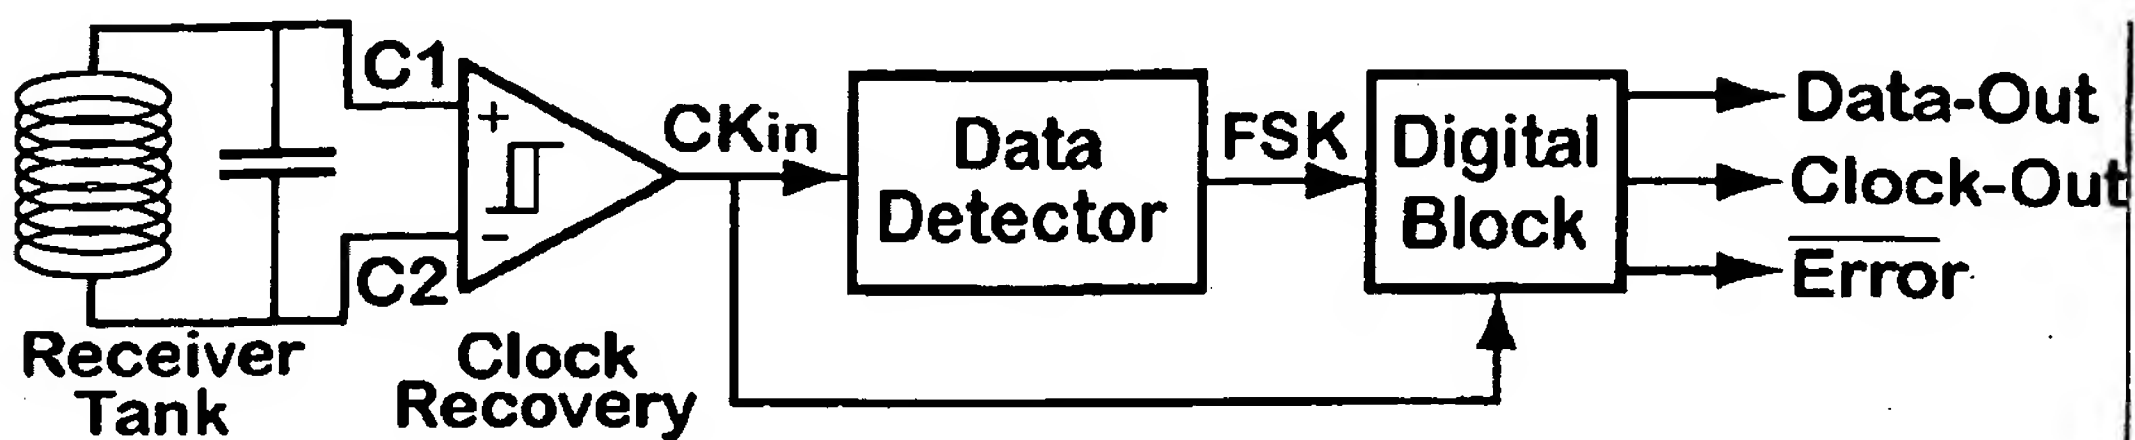 C1
+
-
C2
Receiver
Tank
Clock
Recovery
CKin
Data
Detector
FSK
Digital
Block
Data-Out
Clock-Out
Error